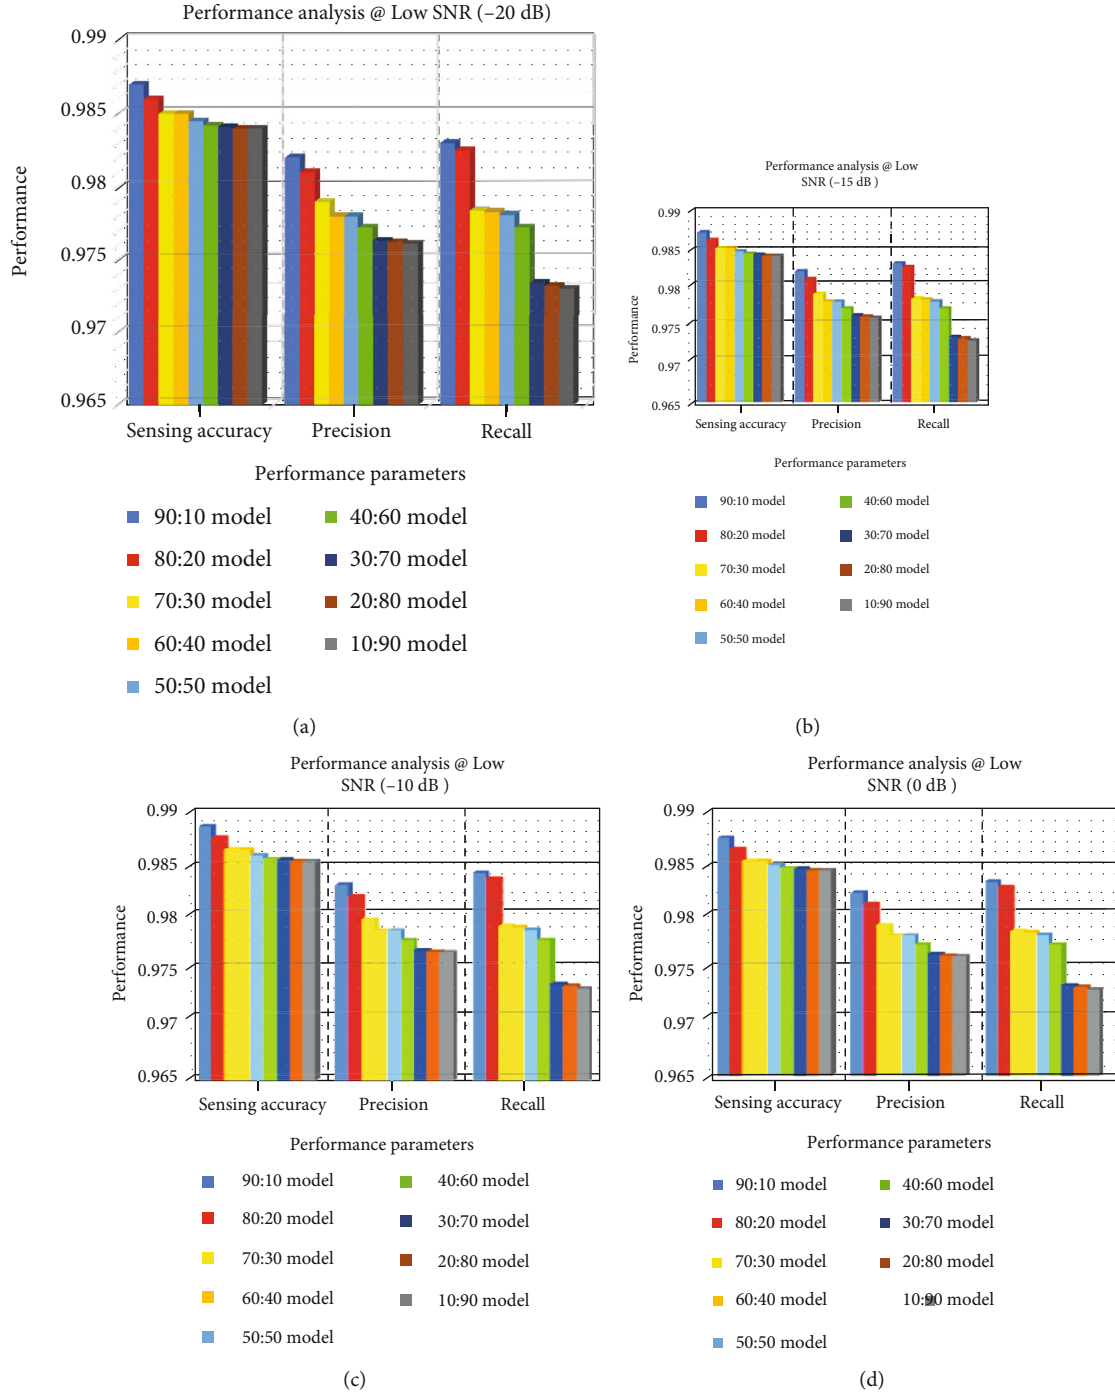 Performance analysis @ Low SNR (–20 dB)
0.99
0.985
0.98
0.975
0.97
0.965
Performance
Sensing accuracy
Precision
Recall
Performance parameters
90:10 model
80:20 model
70:30 model
60:40 model
50:50 model
40:60 model
30:70 model
20:80 model
10:90 model
(a)
Performance analysis @ Low
SNR (–15 dB )
0.99
0.985
0.98
0.975
0.97
0.965
Performance
Sensing accuracy
Precision
Recall
Performance parameters
90:10 model
80:20 model
70:30 model
60:40 model
50:50 model
40:60 model
30:70 model
20:80 model
10:90 model
(b)
Performance analysis @ Low
SNR (–10 dB )
0.99
0.985
0.98
0.975
0.97
0.965
Performance
Sensing accuracy
Precision
Recall
Performance parameters
90:10 model
80:20 model
70:30 model
60:40 model
50:50 model
40:60 model
30:70 model
20:80 model
10:90 model
(c)
Performance analysis @ Low
SNR (0 dB )
0.99
0.985
0.98
0.975
0.97
0.965
Performance
Sensing accuracy
Precision
Recall
Performance parameters
90:10 model
80:20 model
70:30 model
60:40 model
50:50 model
40:60 model
30:70 model
20:80 model
10:90 model
(d)